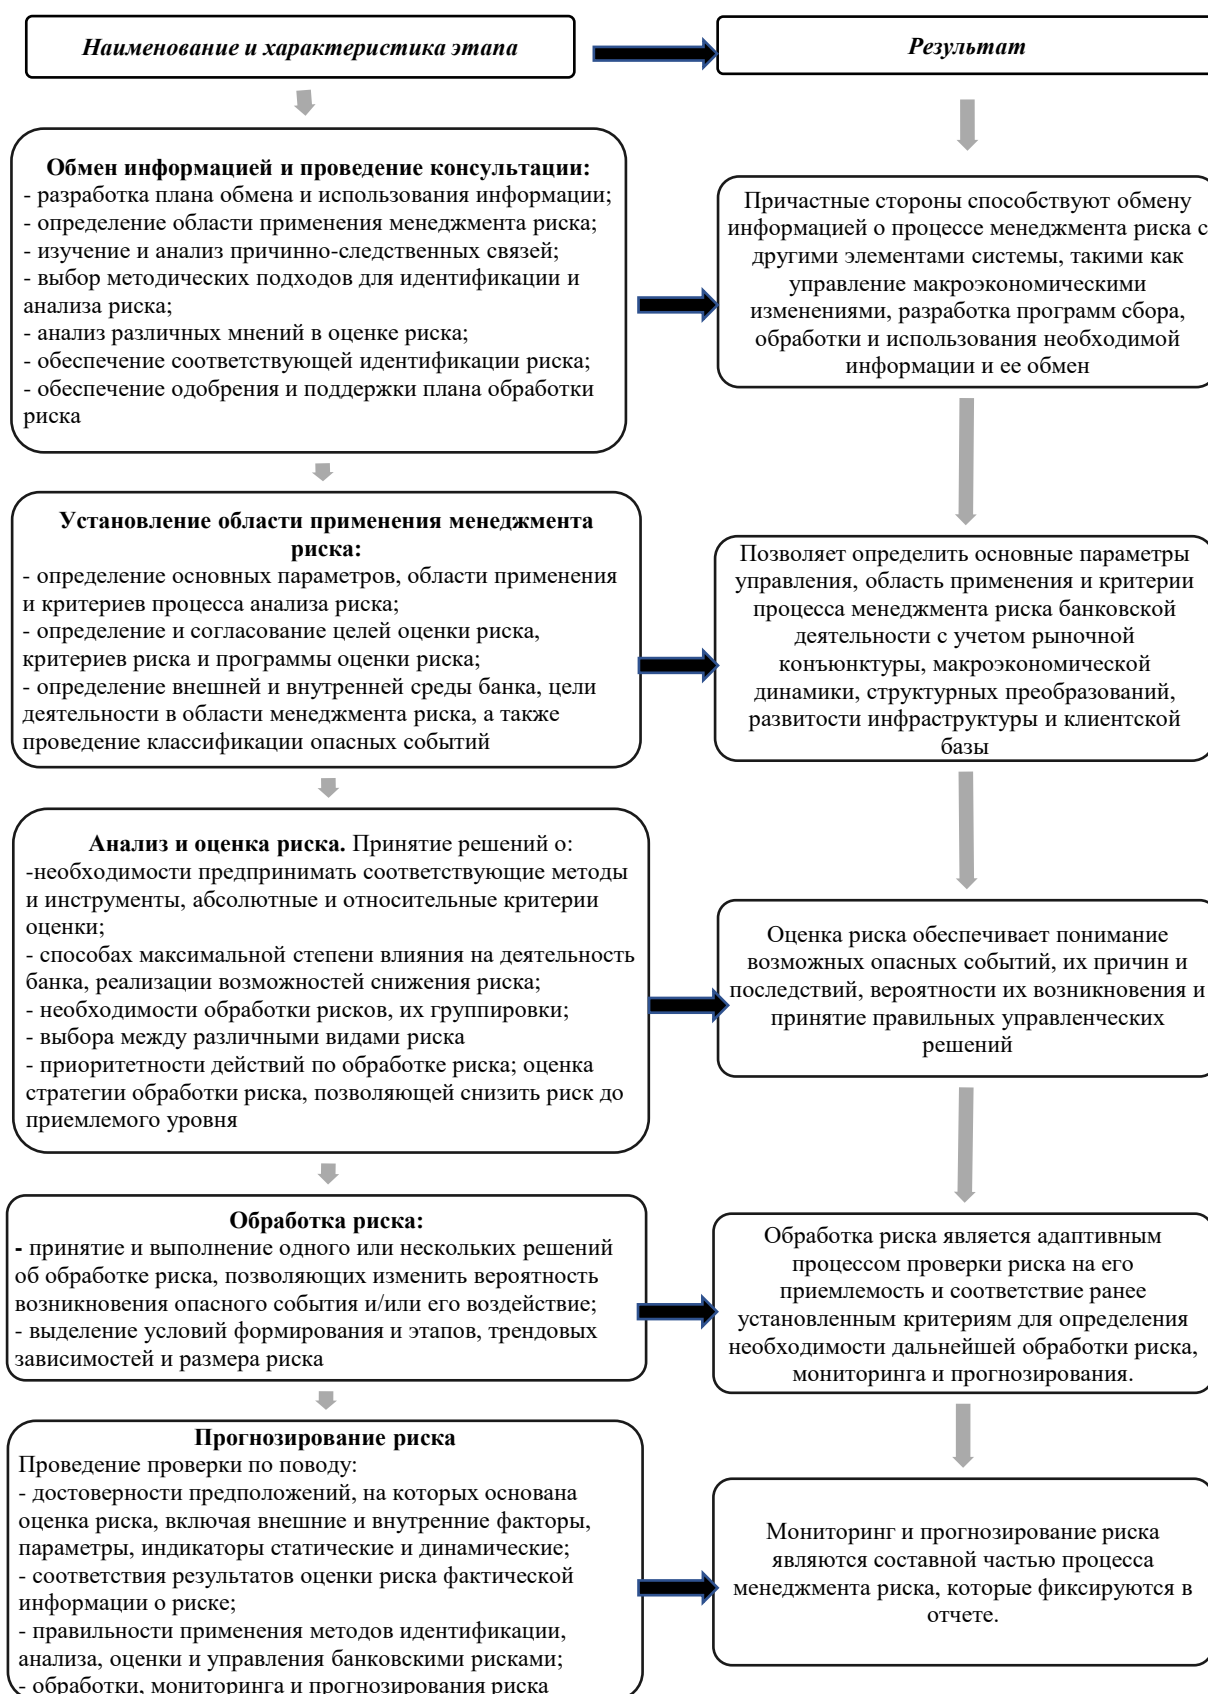 Наименование и характеристика этапа
Результат
Обмен информацией и проведение консультации:
- разработка плана обмена и использования информации;
- определение области применения менеджмента риска;
- изучение и анализ причинно-следственных связей;
- выбор методических подходов для идентификации и
анализа риска;
- анализ различных мнений в оценке риска;
- обеспечение соответствующей идентификации риска;
- обеспечение одобрения и поддержки плана обработки
риска
Причастные стороны способствуют обмену
информацией о процессе менеджмента риска с
другими элементами системы, такими как
управление макроэкономическими
изменениями, разработка программ сбора,
обработки и использования необходимой
информации и ее обмен
Установление области применения менеджмента
риска:
- определение основных параметров, области применения
и критериев процесса анализа риска;
- определение и согласование целей оценки риска,
критериев риска и программы оценки риска;
- определение внешней и внутренней среды банка, цели
деятельности в области менеджмента риска, а также
проведение классификации опасных событий
Позволяет определить основные параметры
управления, область применения и критерии
процесса менеджмента риска банковской
деятельности с учетом рыночной
конъюнктуры, макроэкономической
динамики, структурных преобразований,
развитости инфраструктуры и клиентской
базы
Анализ и оценка риска. Принятие решений о:
-необходимости предпринимать соответствующие методы
и инструменты, абсолютные и относительные критерии
оценки;
- способах максимальной степени влияния на деятельность
банка, реализации возможностей снижения риска;
- необходимости обработки рисков, их группировки;
- выбора между различными видами риска
- приоритетности действий по обработке риска; оценка
стратегии обработки риска, позволяющей снизить риск до
приемлемого уровня
Оценка риска обеспечивает понимание
возможных опасных событий, их причин и
последствий, вероятности их возникновения и
принятие правильных управленческих
решений
Обработка риска:
- принятие и выполнение одного или нескольких решений
об обработке риска, позволяющих изменить вероятность
возникновения опасного события и/или его воздействие;
- выделение условий формирования и этапов, трендовых
зависимостей и размера риска
Обработка риска является адаптивным
процессом проверки риска на его
приемлемость и соответствие ранее
установленным критериям для определения
необходимости дальнейшей обработки риска,
мониторинга и прогнозирования.
Прогнозирование риска
Проведение проверки по поводу:
- достоверности предположений, на которых основана
оценка риска, включая внешние и внутренние факторы,
параметры, индикаторы статические и динамические;
- соответствия результатов оценки риска фактической
информации о риске;
- правильности применения методов идентификации,
анализа, оценки и управления банковскими рисками;
- обработки, мониторинга и прогнозирования риска
Мониторинг и прогнозирование риска
являются составной частью процесса
менеджмента риска, которые фиксируются в
отчете.